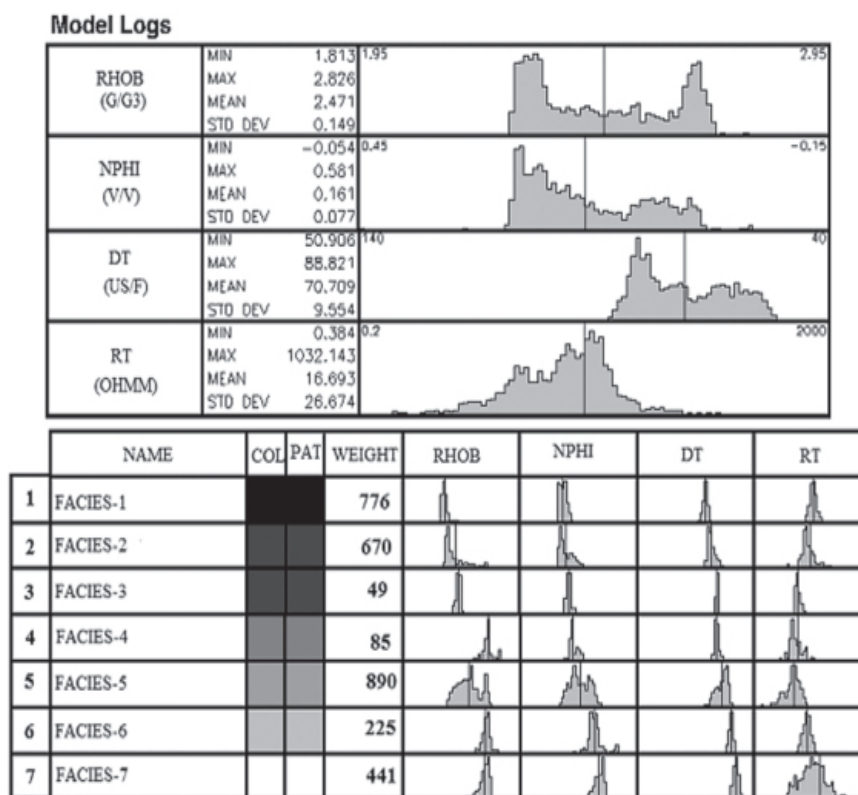 Model Logs
RHOB
(G/G3)
MIN 1.813
MAX 2.826
MEAN 2.471
STD DEV 0.149
1.95 2.95
NPHI
(V/V)
MIN -0.054
MAX 0.581
MEAN 0.161
STD DEV 0.077
0.45 -0.15
DT
(US/F)
MIN 50.906
MAX 88.821
MEAN 70.709
STD DEV 9.554
140 40
RT
(OHMM)
MIN 0.384
MAX 1032.143
MEAN 16.693
STD DEV 26.674
0.2 2000
NAME COL PAT WEIGHT RHOB NPHI DT RT
1 FACIES-1 776
2 FACIES-2 670
3 FACIES-3 49
4 FACIES-4 85
5 FACIES-5 890
6 FACIES-6 225
7 FACIES-7 441